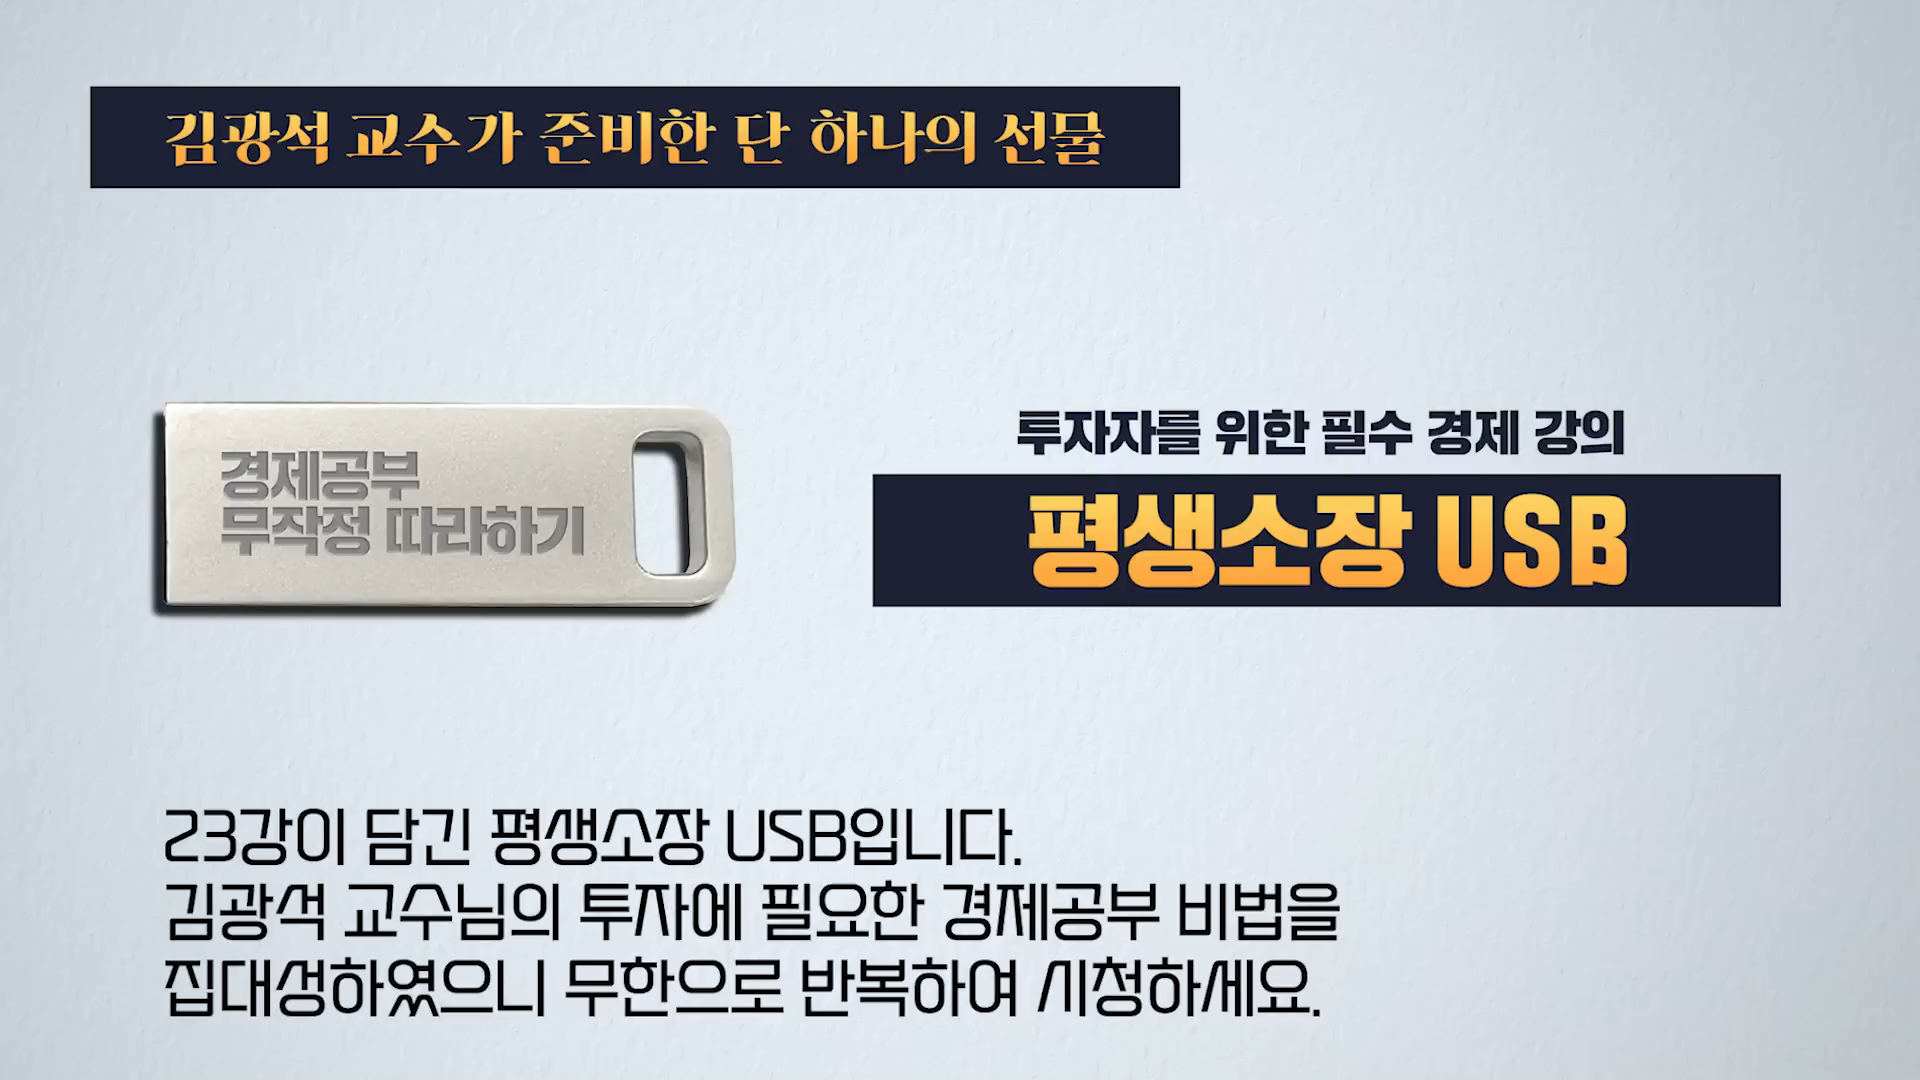 김광석 교수가 준비한 단 하나의 선물
경제공부
무작정 따라하기
투자자를 위한 필수 경제 강의
평생소장 USB
23강이 담긴 평생소장 USB입니다.
김광석 교수님의 투자에 필요한 경제공부 비법을
집대성하였으니 무한으로 반복하여 시청하세요.